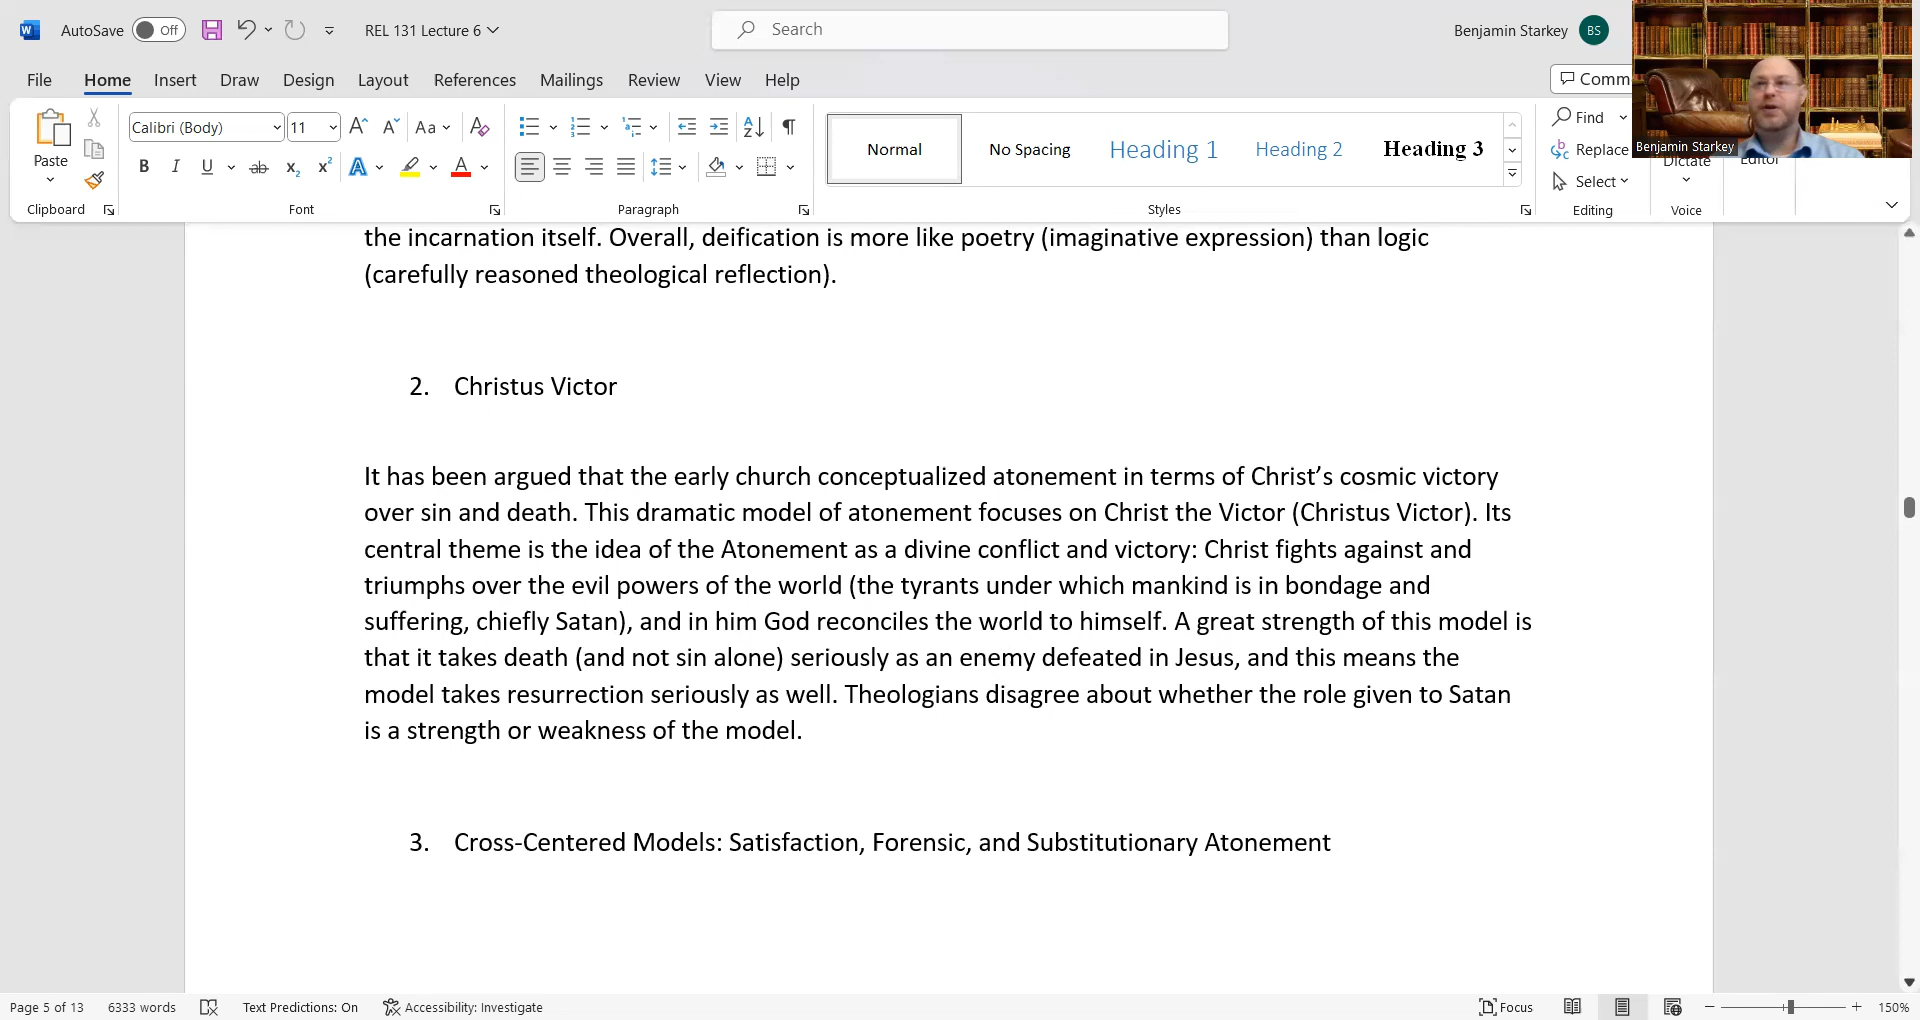 AutoSave Off REL 131 Lecture 6 Search Benjamin Starkey BS
File Home Insert Draw Design Layout References Mailings Review View Help Comm
Paste Calibri (Body) 11 Aa Normal No Spacing Heading 1 Heading 2 Heading 3 Find Replace Select Dictate Editor
B I U ab x₂ x² A A
Clipboard Font Paragraph Styles Editing Voice
Benjamin Starkey
the incarnation itself. Overall, deification is more like poetry (imaginative expression) than logic
(carefully reasoned theological reflection).
2. Christus Victor
It has been argued that the early church conceptualized atonement in terms of Christ’s cosmic victory
over sin and death. This dramatic model of atonement focuses on Christ the Victor (Christus Victor). Its
central theme is the idea of the Atonement as a divine conflict and victory: Christ fights against and
triumphs over the evil powers of the world (the tyrants under which mankind is in bondage and
suffering, chiefly Satan), and in him God reconciles the world to himself. A great strength of this model is
that it takes death (and not sin alone) seriously as an enemy defeated in Jesus, and this means the
model takes resurrection seriously as well. Theologians disagree about whether the role given to Satan
is a strength or weakness of the model.
3. Cross-Centered Models: Satisfaction, Forensic, and Substitutionary Atonement
Page 5 of 13 6333 words Text Predictions: On Accessibility: Investigate Focus 150%